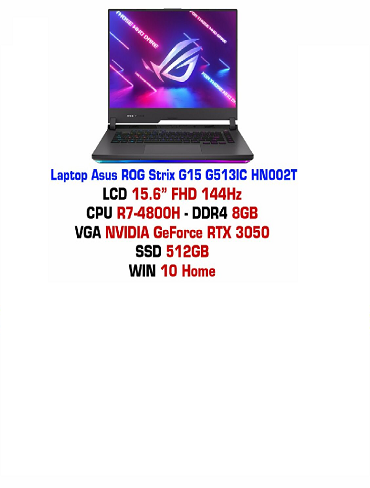 Laptop Asus ROG Strix G15 G513IC HN002T
LCD 15.6” FHD 144Hz
CPU R7-4800H - DDR4 8GB
VGA NVIDIA GeForce RTX 3050
SSD 512GB
WIN 10 Home